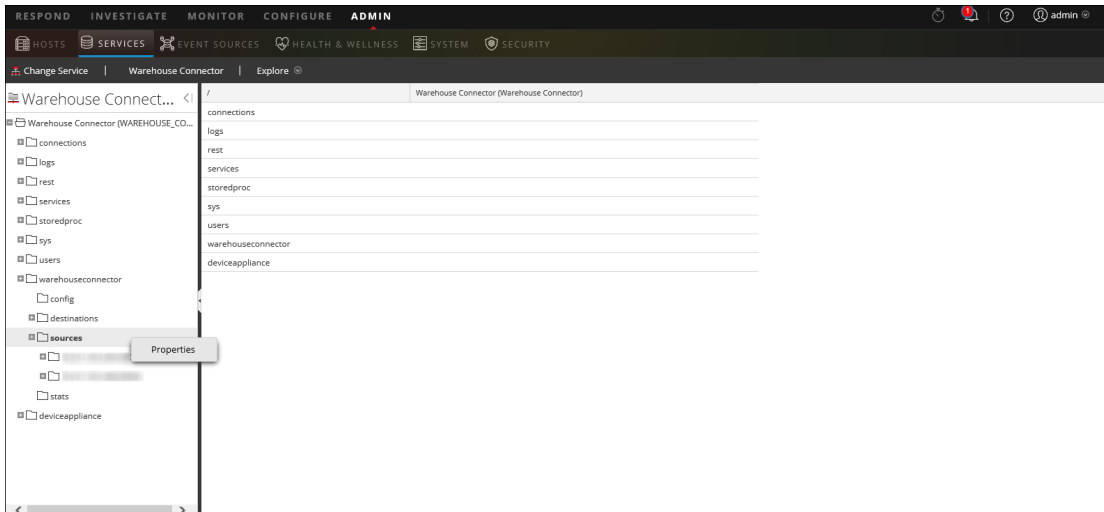 RESPOND INVESTIGATE MONITOR CONFIGURE ADMIN 1 ? admin
HOSTS SERVICES EVENT SOURCES HEALTH & WELLNESS SYSTEM SECURITY
Change Service | Warehouse Connector | Explore
Warehouse Connect...
/ Warehouse Connector (Warehouse Connector)
Warehouse Connector (WAREHOUSE_CO...
connections
logs
rest
services
storedproc
sys
users
warehouseconnector
config
destinations
sources
Properties
stats
deviceappliance
connections
logs
rest
services
storedproc
sys
users
warehouseconnector
deviceappliance